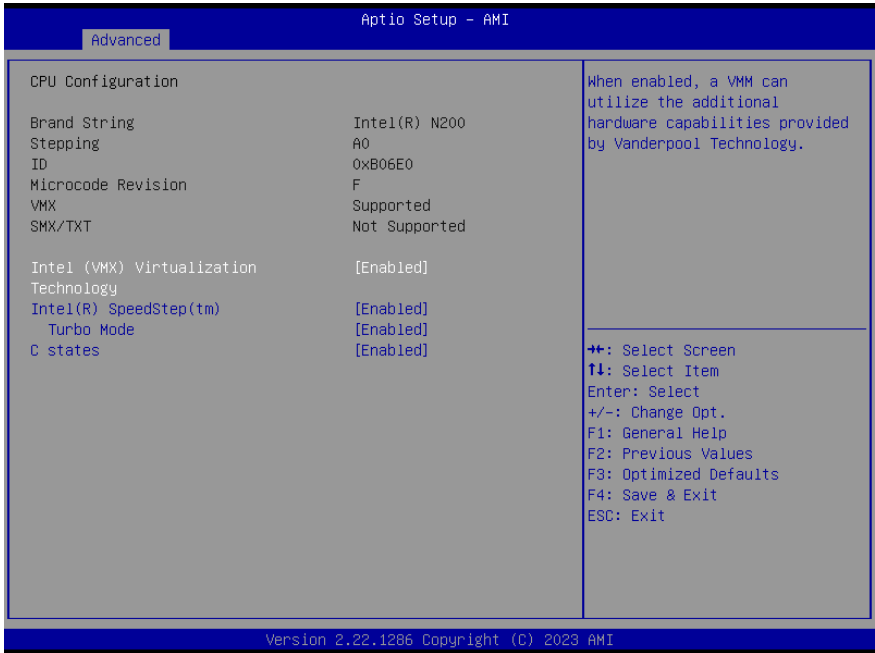 Aptio Setup – AMI
Advanced
CPU Configuration
Brand String Intel(R) N200
Stepping A0
ID 0xB06E0
Microcode Revision F
VMX Supported
SMX/TXT Not Supported
Intel (VMX) Virtualization [Enabled]
Technology
Intel(R) SpeedStep(tm) [Enabled]
Turbo Mode [Enabled]
C states [Enabled]
When enabled, a VMM can
utilize the additional
hardware capabilities provided
by Vanderpool Technology.
→←: Select Screen
↑↓: Select Item
Enter: Select
+/-: Change Opt.
F1: General Help
F2: Previous Values
F3: Optimized Defaults
F4: Save & Exit
ESC: Exit
Version 2.22.1286 Copyright (C) 2023 AMI